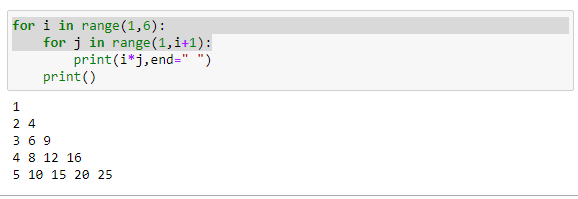 for i in range(1,6):
    for j in range(1,i+1):
        print(i*j,end=" ")
    print()
1
2 4
3 6 9
4 8 12 16
5 10 15 20 25